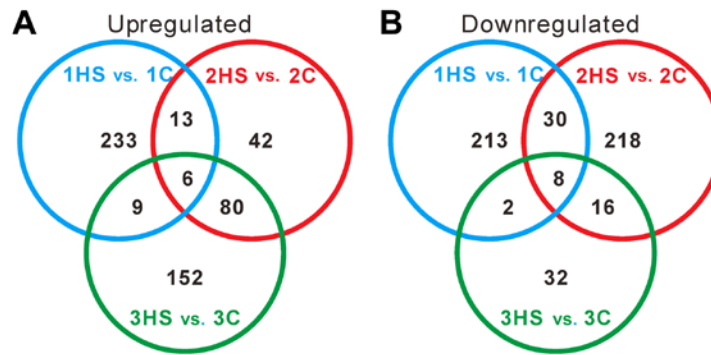 A Upregulated
1HS vs. 1C 2HS vs. 2C
13
233 42
6
9 80
152
3HS vs. 3C
B Downregulated
1HS vs. 1C 2HS vs. 2C
30
213 218
8
2 16
32
3HS vs. 3C